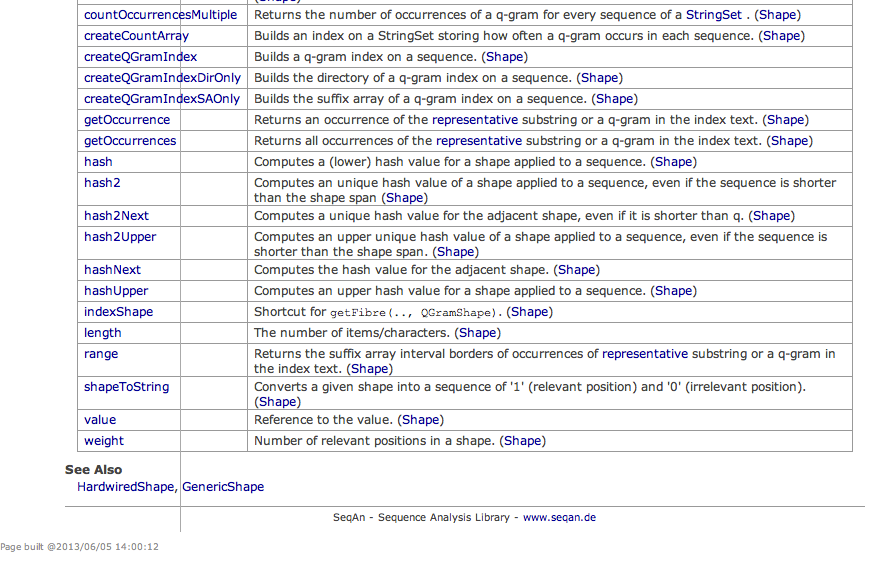 (Shape)
countOccurrencesMultiple Returns the number of occurrences of a q-gram for every sequence of a StringSet . (Shape)
createCountArray Builds an index on a StringSet storing how often a q-gram occurs in each sequence. (Shape)
createQGramIndex Builds a q-gram index on a sequence. (Shape)
createQGramIndexDirOnly Builds the directory of a q-gram index on a sequence. (Shape)
createQGramIndexSAOnly Builds the suffix array of a q-gram index on a sequence. (Shape)
getOccurrence Returns an occurrence of the representative substring or a q-gram in the index text. (Shape)
getOccurrences Returns all occurrences of the representative substring or a q-gram in the index text. (Shape)
hash Computes a (lower) hash value for a shape applied to a sequence. (Shape)
hash2 Computes an unique hash value of a shape applied to a sequence, even if the sequence is shorter
than the shape span (Shape)
hash2Next Computes a unique hash value for the adjacent shape, even if it is shorter than q. (Shape)
hash2Upper Computes an upper unique hash value of a shape applied to a sequence, even if the sequence is
shorter than the shape span. (Shape)
hashNext Computes the hash value for the adjacent shape. (Shape)
hashUpper Computes an upper hash value for a shape applied to a sequence. (Shape)
indexShape Shortcut for getFibre(.., QGramShape). (Shape)
length The number of items/characters. (Shape)
range Returns the suffix array interval borders of occurrences of representative substring or a q-gram in
the index text. (Shape)
shapeToString Converts a given shape into a sequence of '1' (relevant position) and '0' (irrelevant position).
(Shape)
value Reference to the value. (Shape)
weight Number of relevant positions in a shape. (Shape)
See Also
HardwiredShape, GenericShape
SeqAn - Sequence Analysis Library - www.seqan.de
Page built @2013/06/05 14:00:12